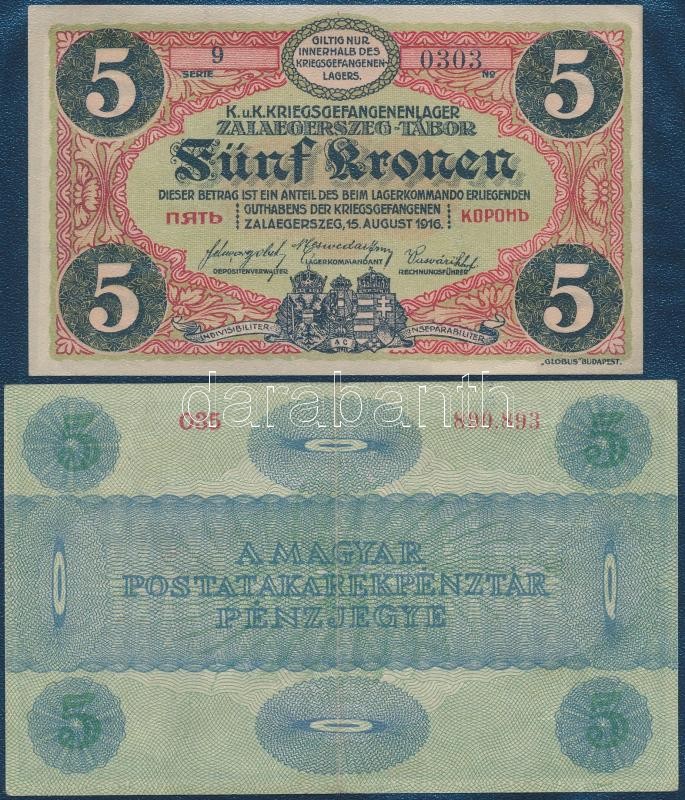 5
5
9
SERIE
GILTIG NUR
INNERHALB DES
KRIEGSGEFANGENEN-
LAGERS.
0303
No
K.u.K.KRIEGSGEFANGENENLAGER
ZALAEGERSZEG-TÁBOR
Fünf Kronen
DIESER BETRAG IST EIN ANTEIL DES BEIM LAGERKOMMANDO ERLIEGENDEN
ПЯТЬ GUTHABENS DER KRIEGSGEFANGENEN КОРОНЬ
ZALAEGERSZEG, 15. AUGUST 1916.
DEPOSITENVERWALTER LAGERKOMMANDANT RECHNUNGSFÜHRER
5
5
INDIVISIBILITER AC INSEPARABILITER
„GLOBUS" BUDAPEST.
darabanth
5 035 890.893 5
A MAGYAR
POSTATAKARÉKPÉNZTÁR
PÉNZJEGYE
5 5